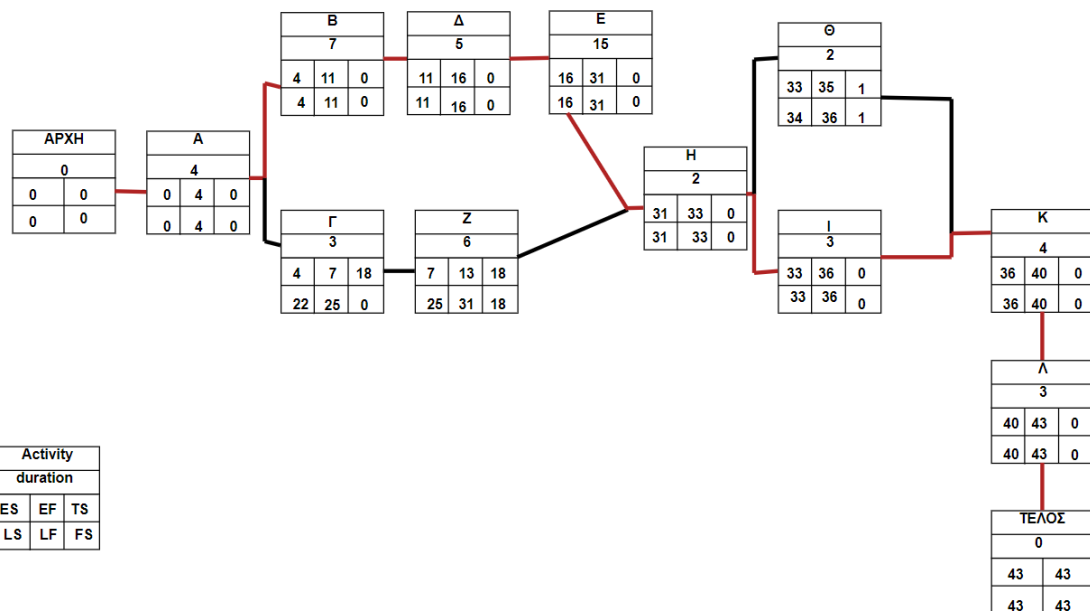 ΑΡΧΗ
0
0 0
0 0
Α
4
0 4 0
0 4 0
Β
7
4 11 0
4 11 0
Δ
5
11 16 0
11 16 0
Ε
15
16 31 0
16 31 0
Γ
3
4 7 18
22 25 0
Ζ
6
7 13 18
25 31 18
Η
2
31 33 0
31 33 0
Θ
2
33 35 1
34 36 1
Ι
3
33 36 0
33 36 0
Κ
4
36 40 0
36 40 0
Λ
3
40 43 0
40 43 0
ΤΕΛΟΣ
0
43 43
43 43
Activity
duration
ES EF TS
LS LF FS